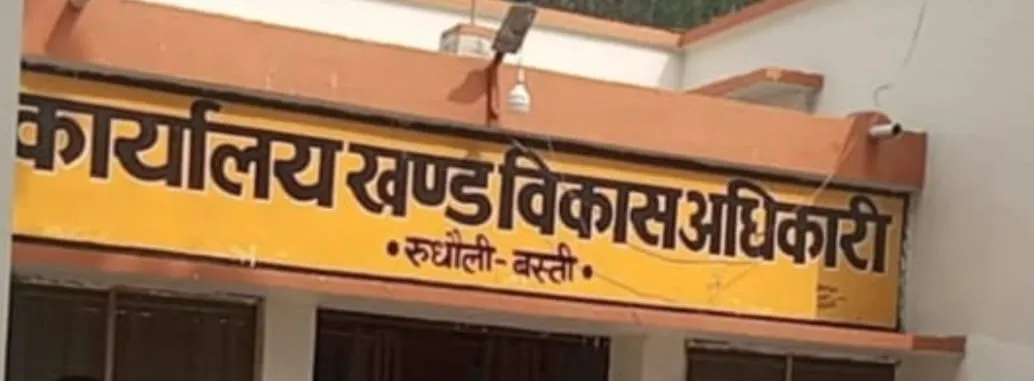 कार्यालय खण्ड विकास अधिकारी
• रुधौली - बस्ती •